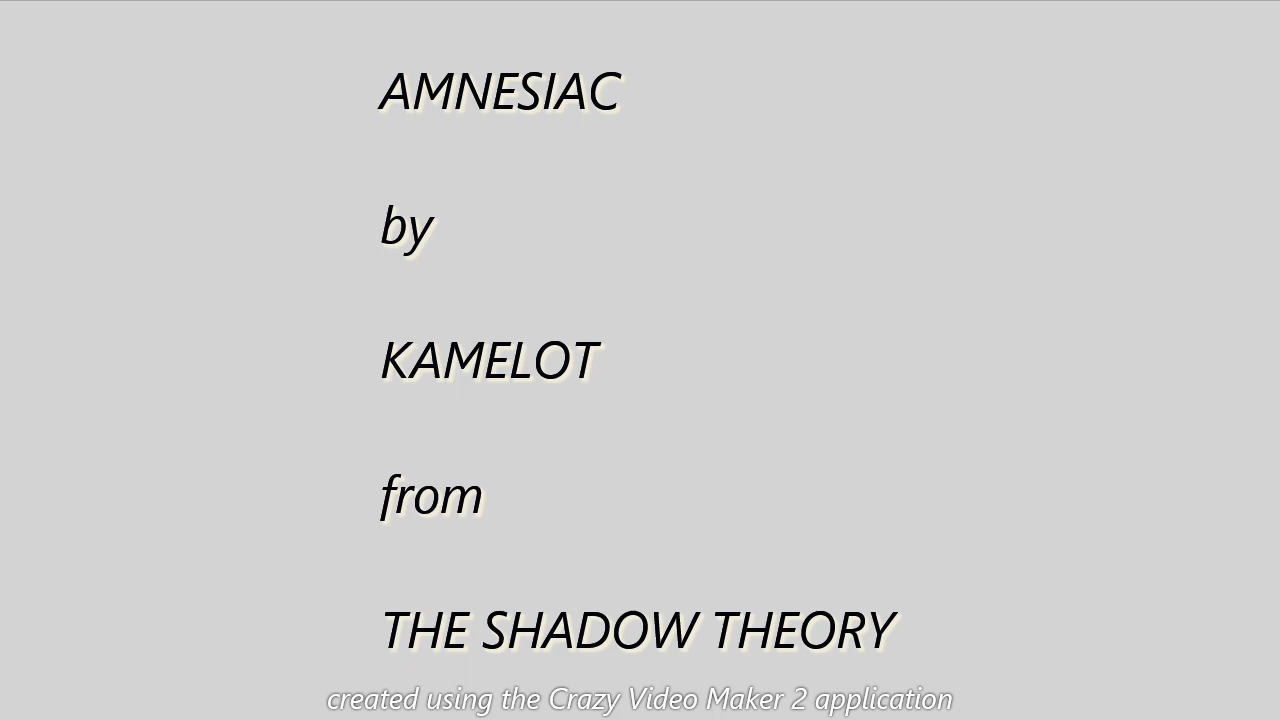 AMNESIAC
by
KAMELOT
from
THE SHADOW THEORY
created using the Crazy Video Maker 2 application